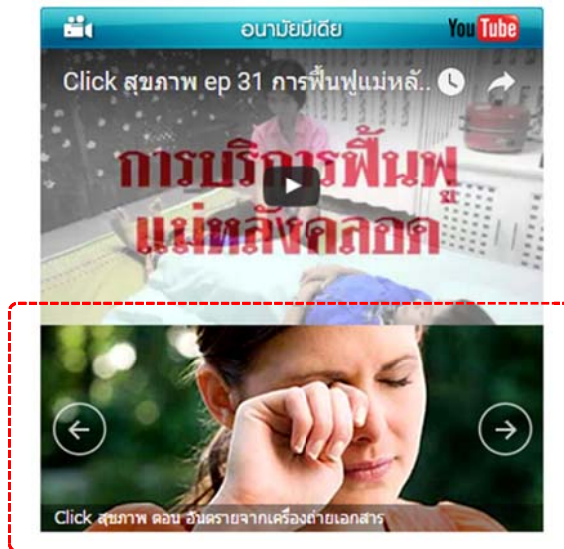 อนามัยมีเดีย
YouTube
Click สุขภาพ ep 31 การฟื้นฟูแม่หลั..
การบริการฟื้นฟู
แม่หลังคลอด
Click สุขภาพ ตอน อันตรายจากเครื่องถ่ายเอกสาร